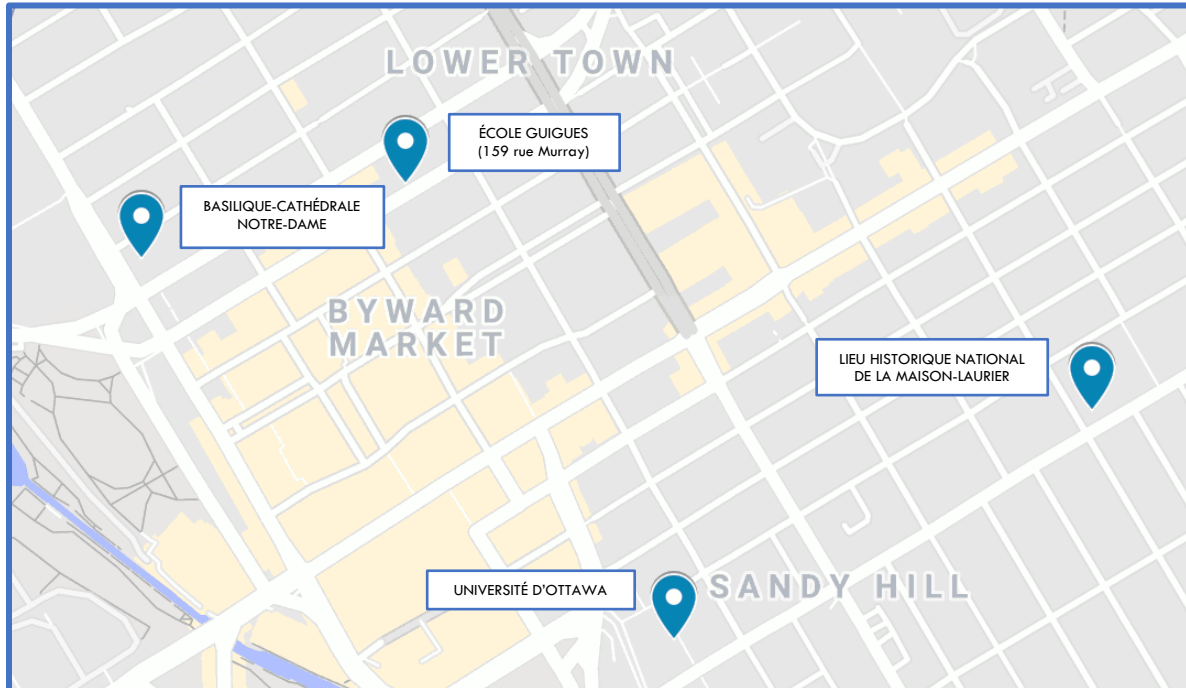 LOWER TOWN
ÉCOLE GUIGUES
(159 rue Murray)
BASILIQUE-CATHÉDRALE
NOTRE-DAME
BYWARD
MARKET
LIEU HISTORIQUE NATIONAL
DE LA MAISON-LAURIER
UNIVERSITÉ D'OTTAWA
SANDY HILL